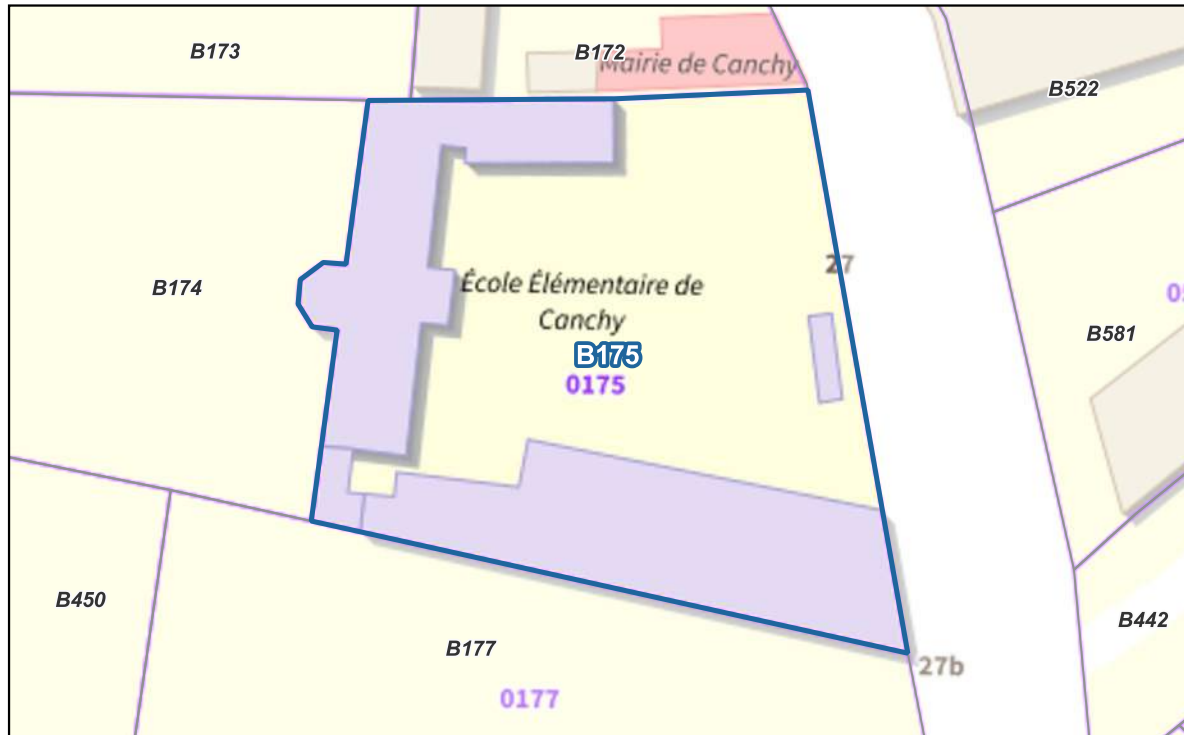 B173
B172
Mairie de Canchy
B522
27
B174
École Élémentaire de
Canchy
B175
0175
B581
B450
B177
B442
27b
0177